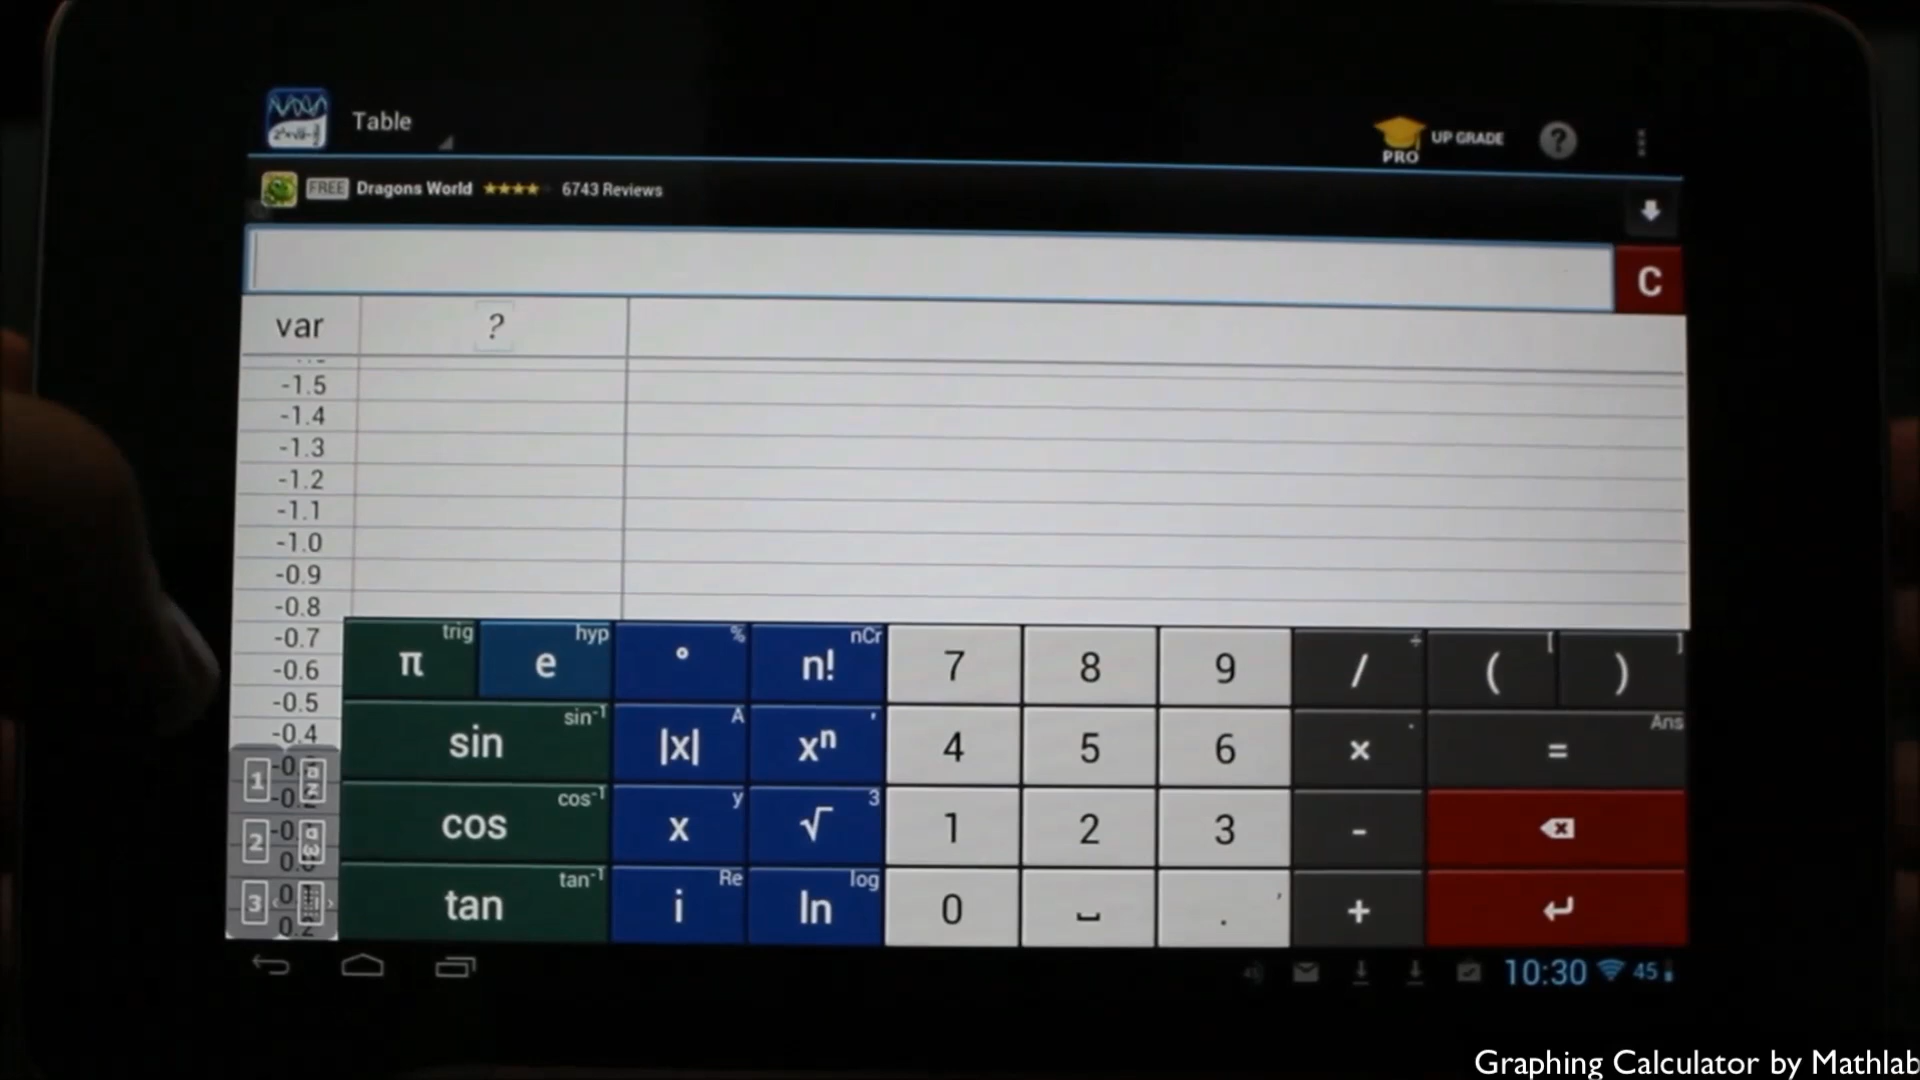 Table
PRO UP GRADE ?
FREE Dragons World 6743 Reviews
C
var ?
-1.5
-1.4
-1.3
-1.2
-1.1
-1.0
-0.9
-0.8
-0.7
-0.6
-0.5
-0.4
trig π hyp e % ° nCr n! 7 8 9 ÷ / [ ( ] )
sin⁻¹ sin A |x| ' xⁿ 4 5 6 · × Ans =
cos⁻¹ cos y x 3 √ 1 2 3 -
tan⁻¹ tan Re i log ln 0 . , +
1
2
3
0.2
10:30 45
Graphing Calculator by Mathlab